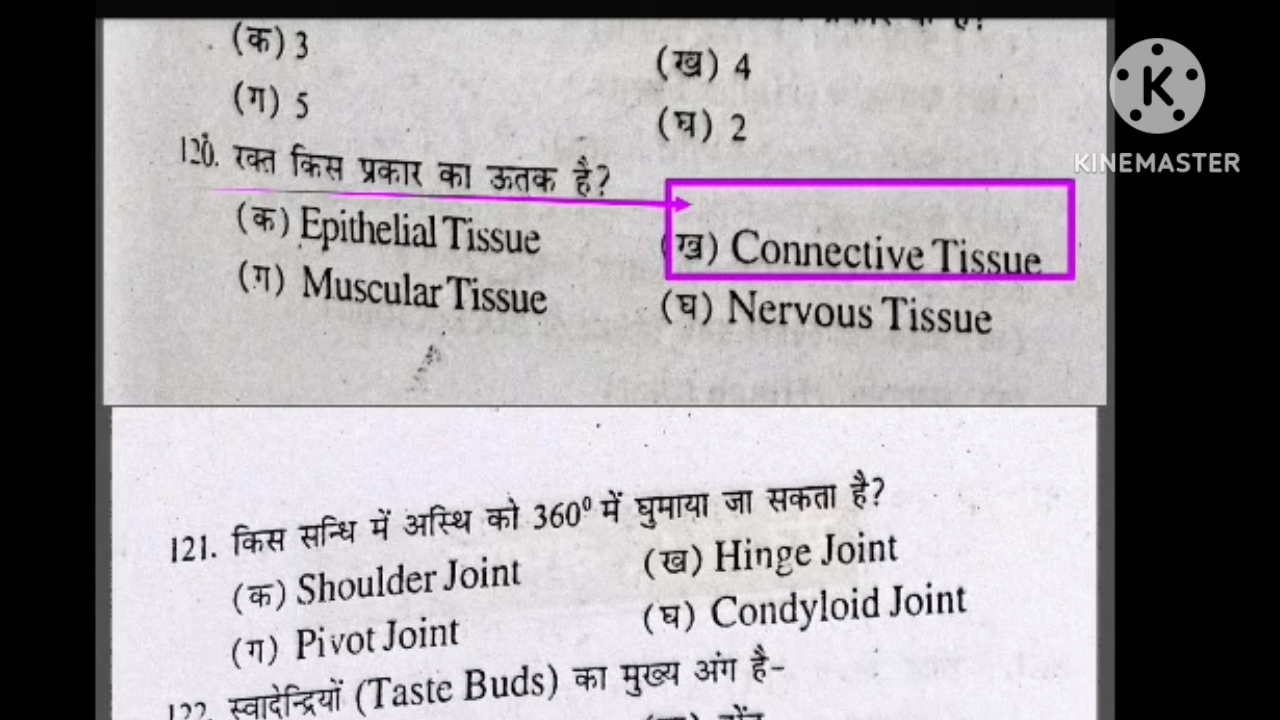 (क) 3
(ख) 4
(ग) 5
(घ) 2
120. रक्त किस प्रकार का ऊतक है?
(क) Epithelial Tissue
(ख) Connective Tissue
(ग) Muscular Tissue
(घ) Nervous Tissue
121. किस सन्धि में अस्थि को 360⁰ में घुमाया जा सकता है?
(क) Shoulder Joint
(ख) Hinge Joint
(ग) Pivot Joint
(घ) Condyloid Joint
122. स्वादेन्द्रियों (Taste Buds) का मुख्य अंग है-
K
KINEMASTER